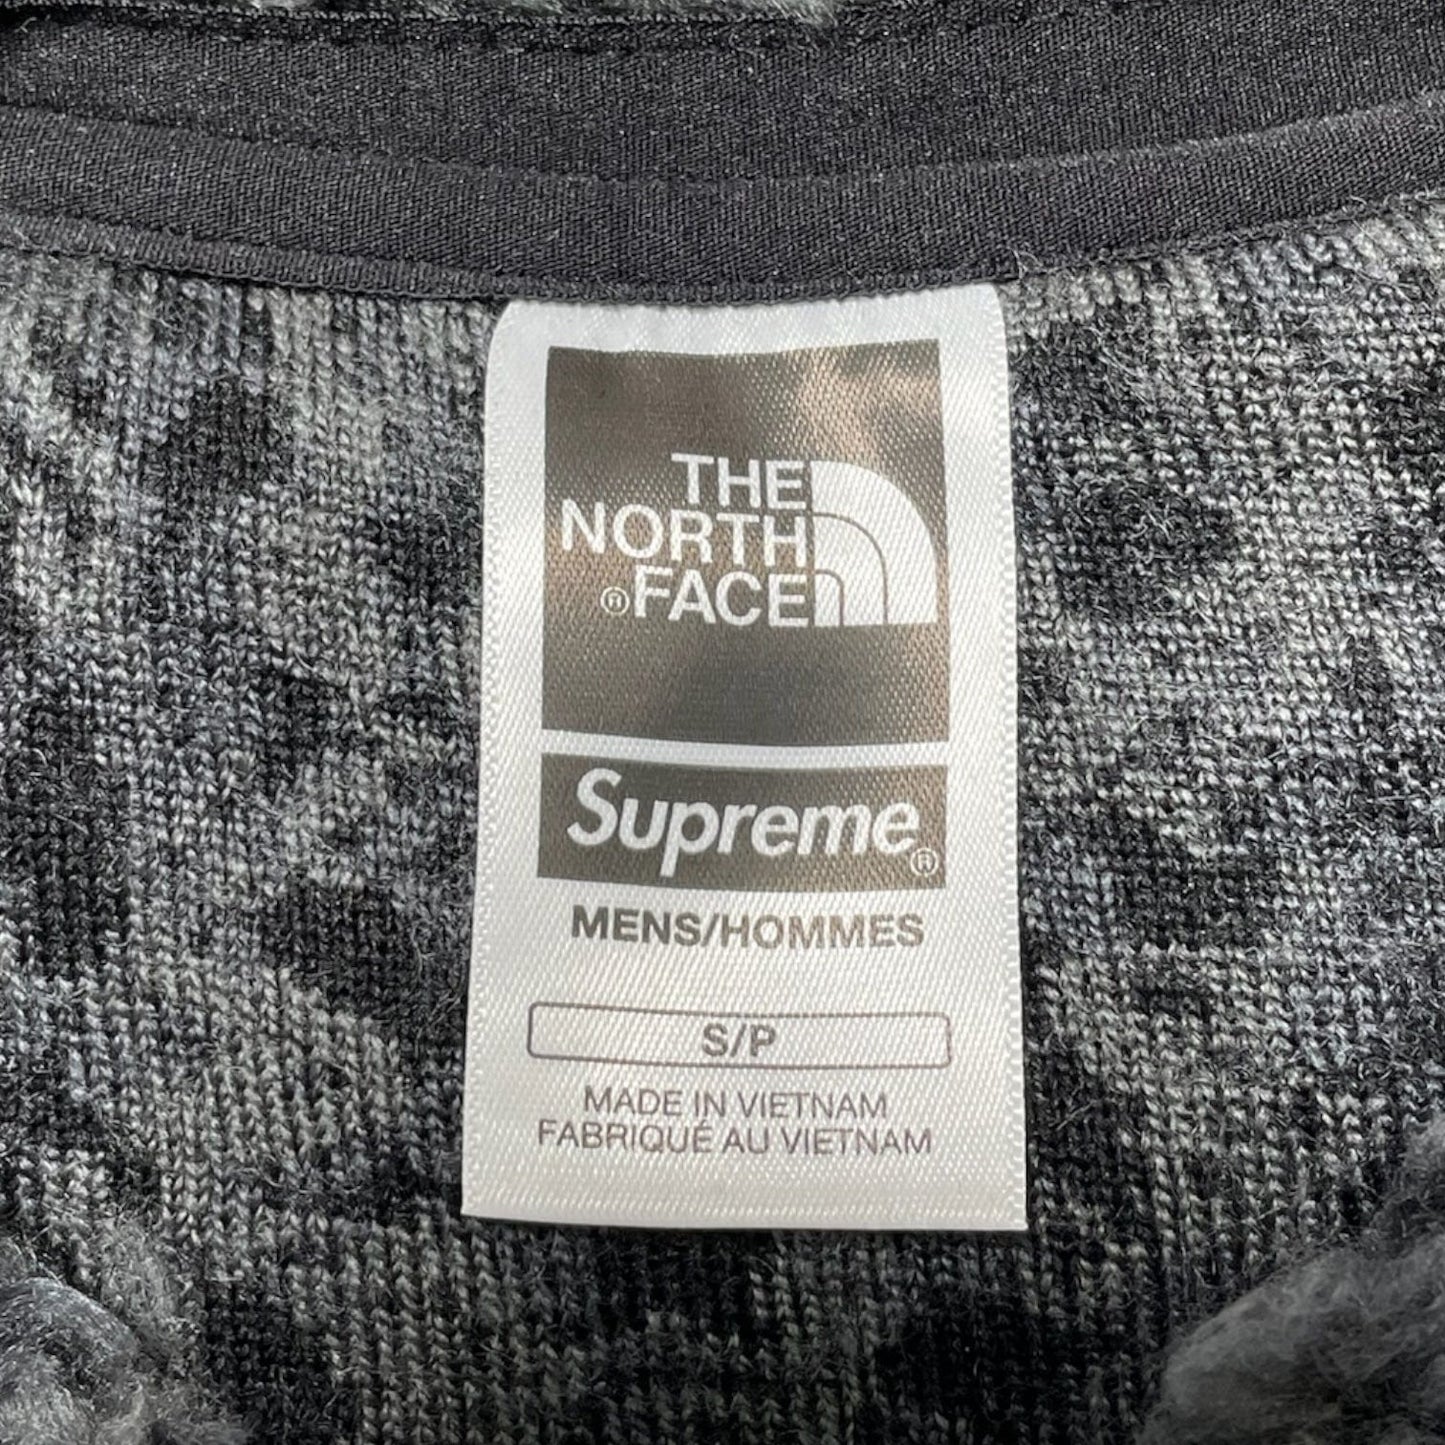 THE
NORTH
®FACE
Supreme®
MENS/HOMMES
S/P
MADE IN VIETNAM
FABRIQUÉ AU VIETNAM